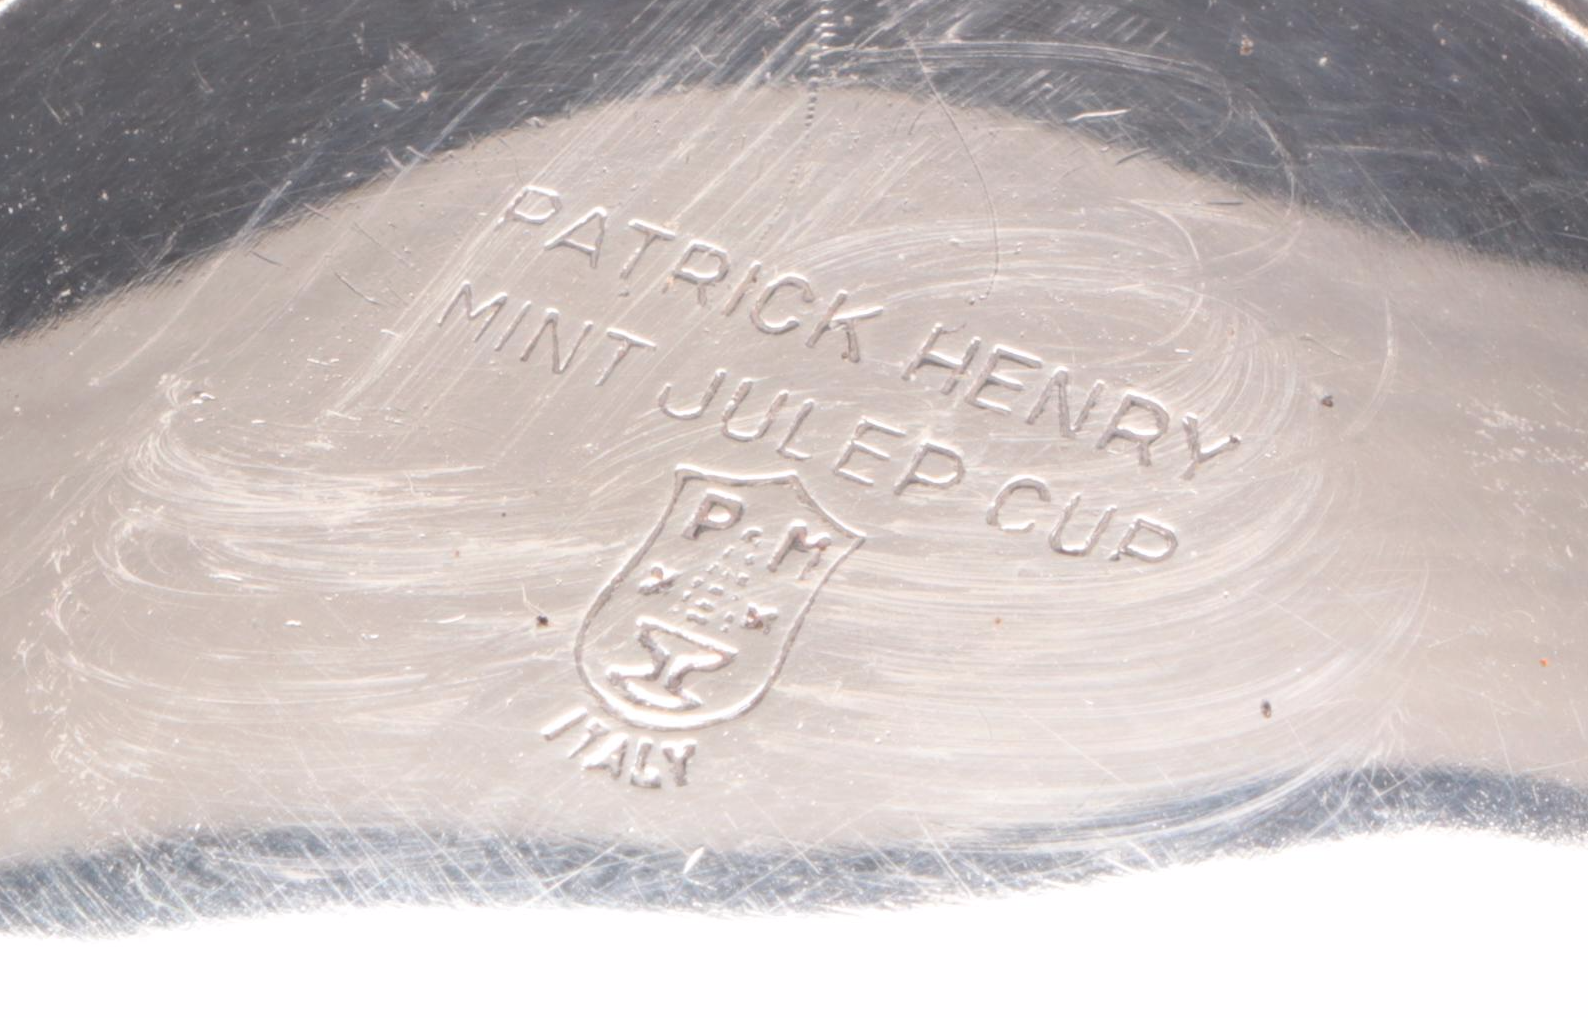 PATRICK HENRY
MINT JULEP CUP
P M
ITALY